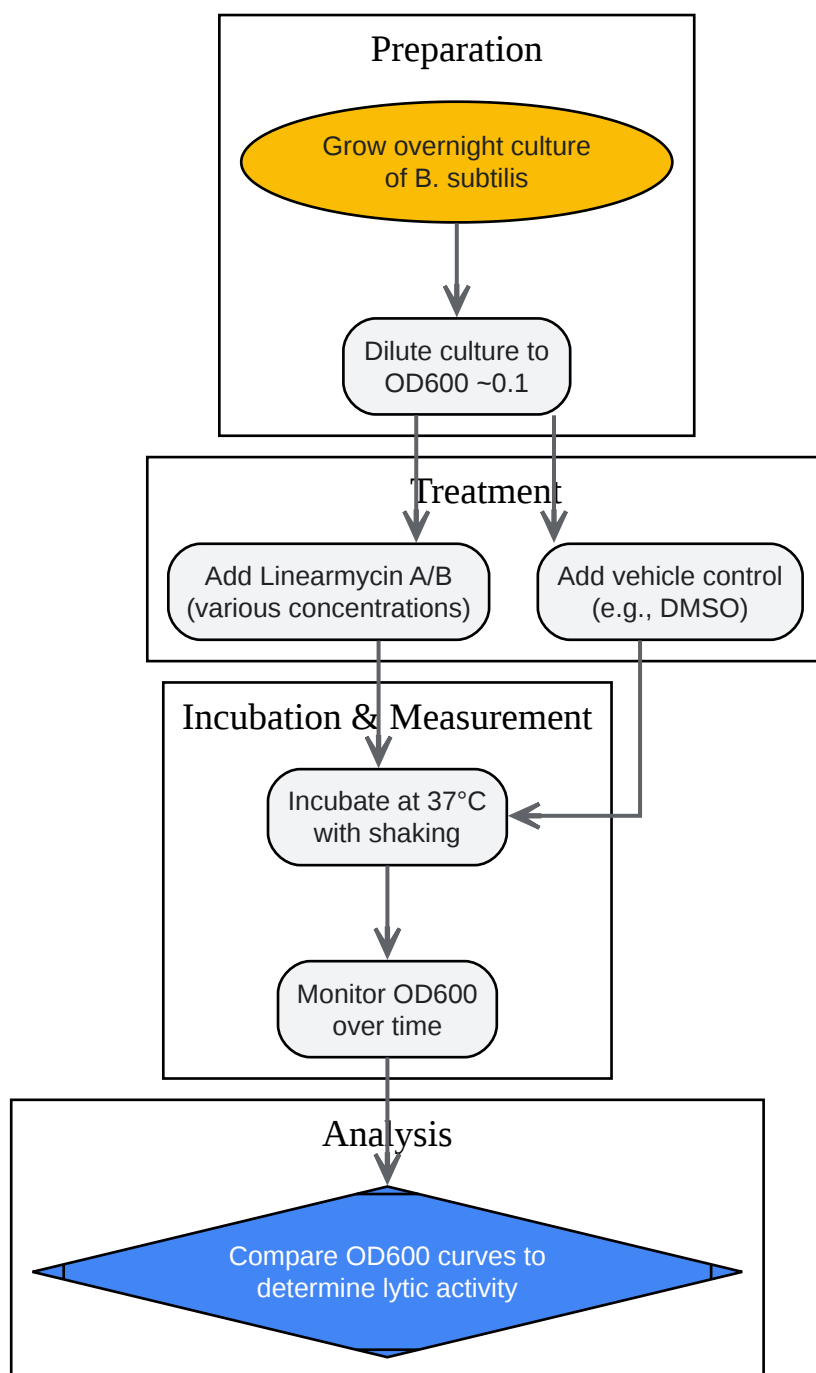 Preparation
Grow overnight culture
of B. subtilis
Dilute culture to
OD600 ~0.1
Treatment
Add Linearmycin A/B
(various concentrations)
Add vehicle control
(e.g., DMSO)
Incubation & Measurement
Incubate at 37°C
with shaking
Monitor OD600
over time
Analysis
Compare OD600 curves to
determine lytic activity